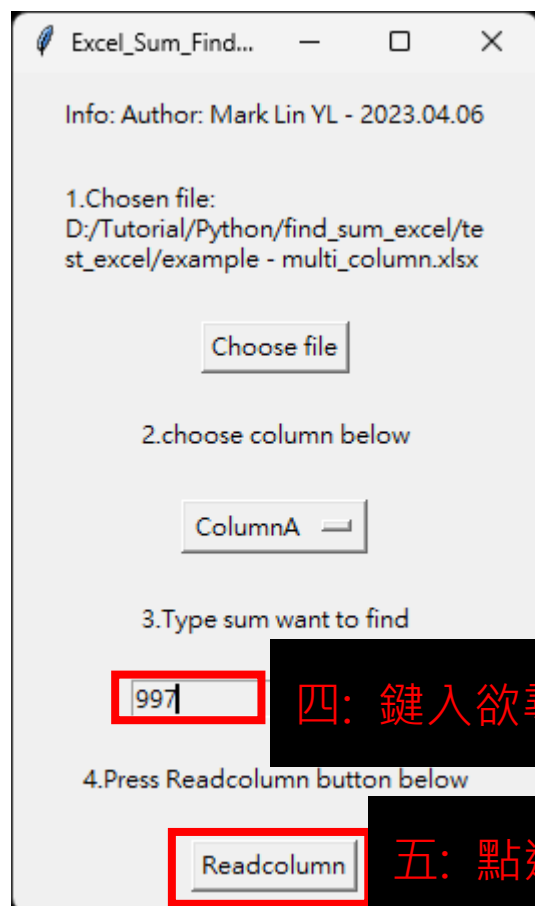 Excel_Sum_Find...
Info: Author: Mark Lin YL - 2023.04.06
1.Chosen file:
D:/Tutorial/Python/find_sum_excel/te
st_excel/example - multi_column.xlsx
Choose file
2.choose column below
ColumnA
3.Type sum want to find
997
四: 鍵入欲
4.Press Readcolumn button below
Readcolumn
五: 點